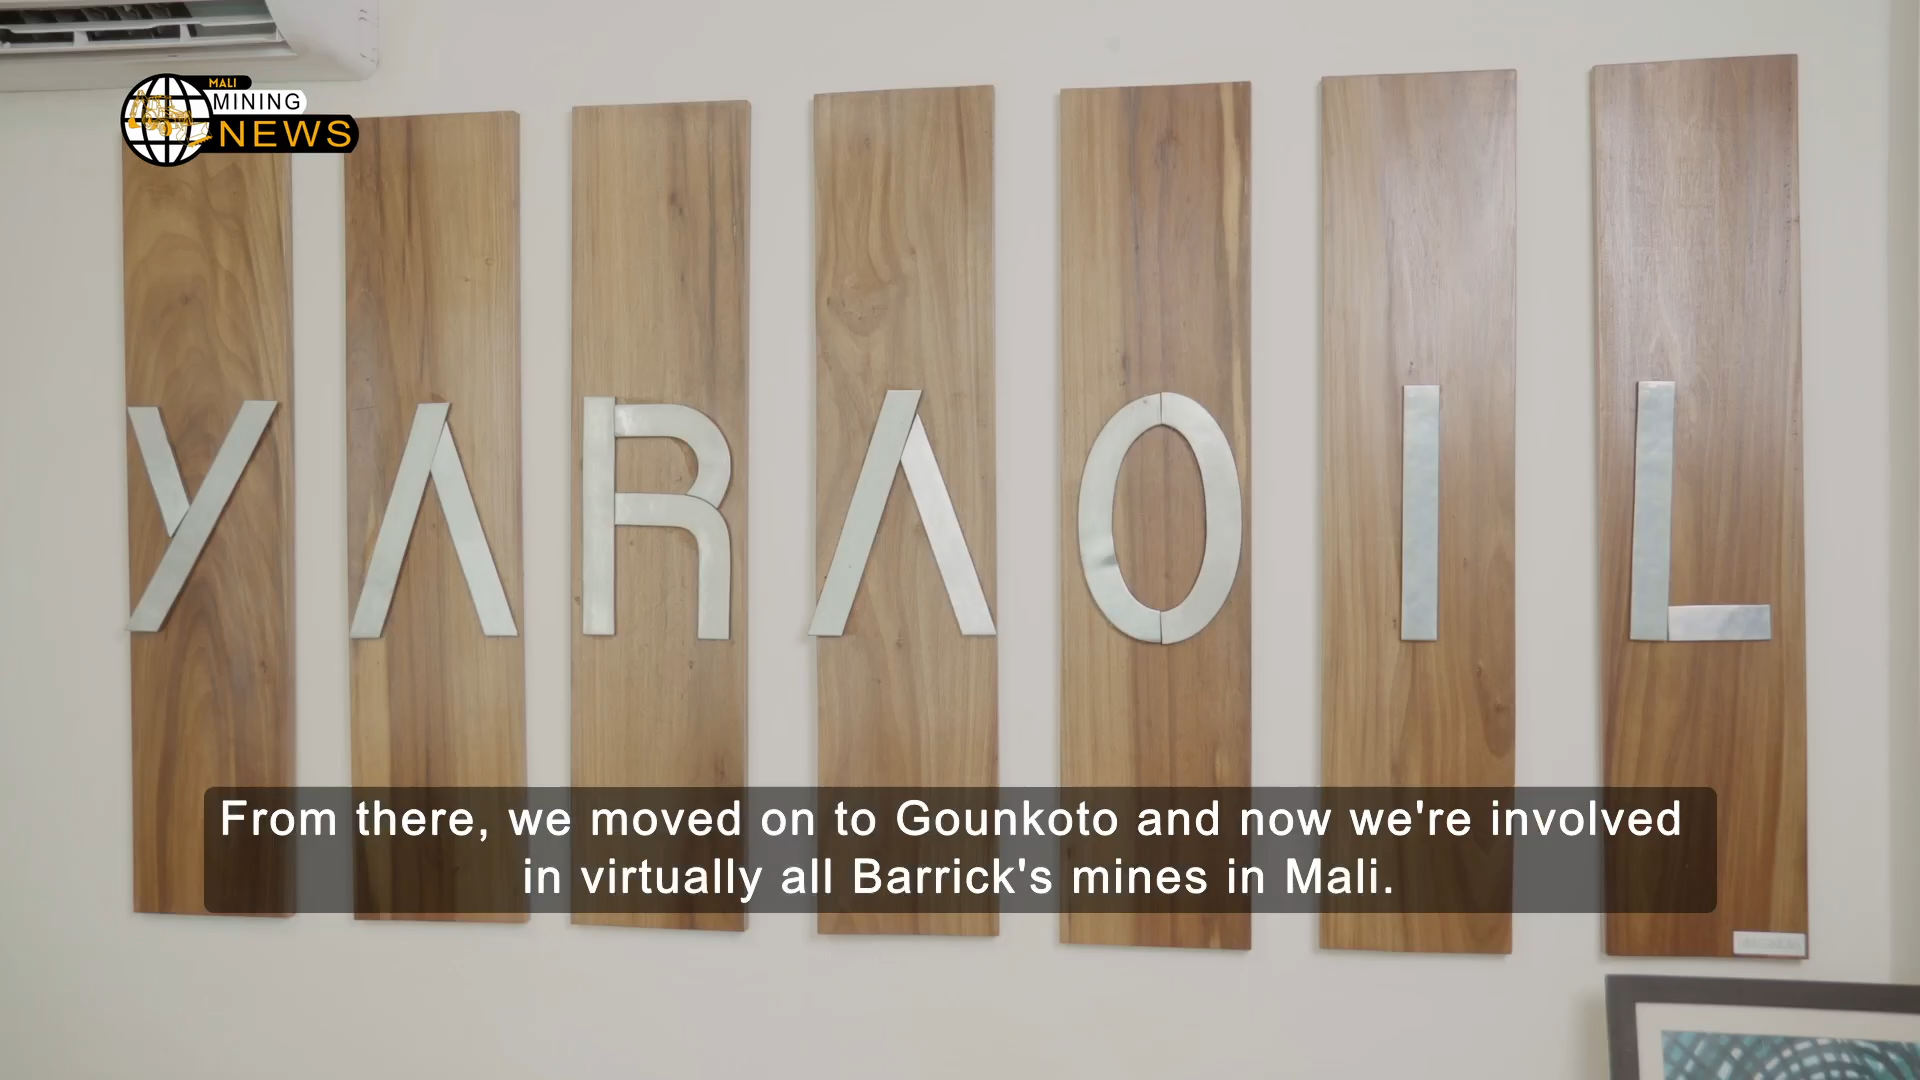 MALI
MINING
NEWS
YARAOIL
From there, we moved on to Gounkoto and now we're involved
in virtually all Barrick's mines in Mali.